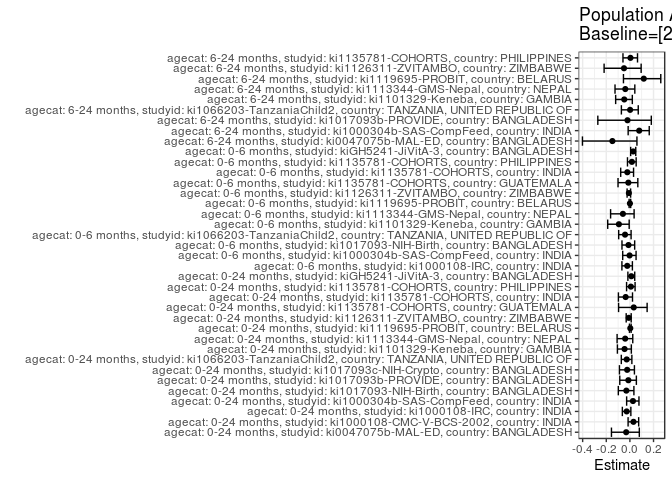 Population A
Baseline=[2
agecat: 6-24 months, studyid: ki1135781-COHORTS, country: PHILIPPINES
agecat: 6-24 months, studyid: ki1126311-ZVITAMBO, country: ZIMBABWE
agecat: 6-24 months, studyid: ki1119695-PROBIT, country: BELARUS
agecat: 6-24 months, studyid: ki1113344-GMS-Nepal, country: NEPAL
agecat: 6-24 months, studyid: ki1101329-Keneba, country: GAMBIA
agecat: 6-24 months, studyid: ki1066203-TanzaniaChild2, country: TANZANIA, UNITED REPUBLIC OF
agecat: 6-24 months, studyid: ki1017093b-PROVIDE, country: BANGLADESH
agecat: 6-24 months, studyid: ki1000304b-SAS-CompFeed, country: INDIA
agecat: 6-24 months, studyid: ki0047075b-MAL-ED, country: BANGLADESH
agecat: 0-6 months, studyid: kiGH5241-JiVitA-3, country: BANGLADESH
agecat: 0-6 months, studyid: ki1135781-COHORTS, country: PHILIPPINES
agecat: 0-6 months, studyid: ki1135781-COHORTS, country: INDIA
agecat: 0-6 months, studyid: ki1135781-COHORTS, country: GUATEMALA
agecat: 0-6 months, studyid: ki1126311-ZVITAMBO, country: ZIMBABWE
agecat: 0-6 months, studyid: ki1119695-PROBIT, country: BELARUS
agecat: 0-6 months, studyid: ki1113344-GMS-Nepal, country: NEPAL
agecat: 0-6 months, studyid: ki1101329-Keneba, country: GAMBIA
agecat: 0-6 months, studyid: ki1066203-TanzaniaChild2, country: TANZANIA, UNITED REPUBLIC OF
agecat: 0-6 months, studyid: ki1017093-NIH-Birth, country: BANGLADESH
agecat: 0-6 months, studyid: ki1000304b-SAS-CompFeed, country: INDIA
agecat: 0-6 months, studyid: ki1000108-IRC, country: INDIA
agecat: 0-24 months, studyid: kiGH5241-JiVitA-3, country: BANGLADESH
agecat: 0-24 months, studyid: ki1135781-COHORTS, country: PHILIPPINES
agecat: 0-24 months, studyid: ki1135781-COHORTS, country: INDIA
agecat: 0-24 months, studyid: ki1135781-COHORTS, country: GUATEMALA
agecat: 0-24 months, studyid: ki1126311-ZVITAMBO, country: ZIMBABWE
agecat: 0-24 months, studyid: ki1119695-PROBIT, country: BELARUS
agecat: 0-24 months, studyid: ki1113344-GMS-Nepal, country: NEPAL
agecat: 0-24 months, studyid: ki1101329-Keneba, country: GAMBIA
agecat: 0-24 months, studyid: ki1066203-TanzaniaChild2, country: TANZANIA, UNITED REPUBLIC OF
agecat: 0-24 months, studyid: ki1017093c-NIH-Crypto, country: BANGLADESH
agecat: 0-24 months, studyid: ki1017093b-PROVIDE, country: BANGLADESH
agecat: 0-24 months, studyid: ki1017093-NIH-Birth, country: BANGLADESH
agecat: 0-24 months, studyid: ki1000304b-SAS-CompFeed, country: INDIA
agecat: 0-24 months, studyid: ki1000108-IRC, country: INDIA
agecat: 0-24 months, studyid: ki1000108-CMC-V-BCS-2002, country: INDIA
agecat: 0-24 months, studyid: ki0047075b-MAL-ED, country: BANGLADESH
-0.4 -0.2 0.0 0.2
Estimate